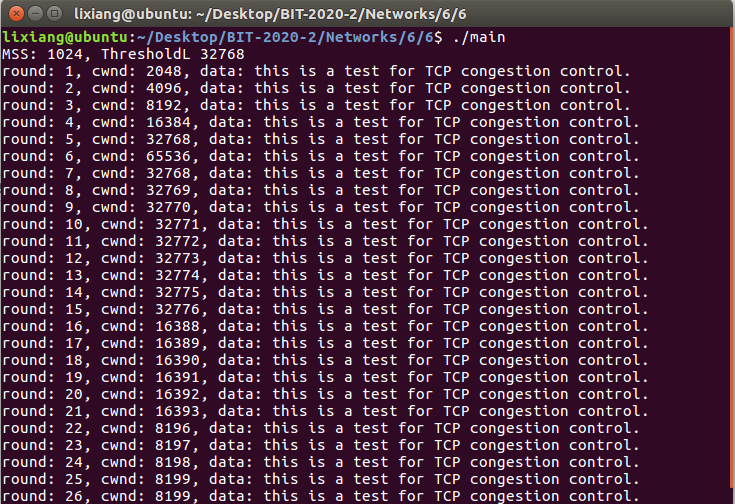 lixiang@ubuntu: ~/Desktop/BIT-2020-2/Networks/6/6
lixiang@ubuntu:~/Desktop/BIT-2020-2/Networks/6/6$ ./main
MSS: 1024, ThresholdL 32768
round: 1, cwnd: 2048, data: this is a test for TCP congestion control.
round: 2, cwnd: 4096, data: this is a test for TCP congestion control.
round: 3, cwnd: 8192, data: this is a test for TCP congestion control.
round: 4, cwnd: 16384, data: this is a test for TCP congestion control.
round: 5, cwnd: 32768, data: this is a test for TCP congestion control.
round: 6, cwnd: 65536, data: this is a test for TCP congestion control.
round: 7, cwnd: 32768, data: this is a test for TCP congestion control.
round: 8, cwnd: 32769, data: this is a test for TCP congestion control.
round: 9, cwnd: 32770, data: this is a test for TCP congestion control.
round: 10, cwnd: 32771, data: this is a test for TCP congestion control.
round: 11, cwnd: 32772, data: this is a test for TCP congestion control.
round: 12, cwnd: 32773, data: this is a test for TCP congestion control.
round: 13, cwnd: 32774, data: this is a test for TCP congestion control.
round: 14, cwnd: 32775, data: this is a test for TCP congestion control.
round: 15, cwnd: 32776, data: this is a test for TCP congestion control.
round: 16, cwnd: 16388, data: this is a test for TCP congestion control.
round: 17, cwnd: 16389, data: this is a test for TCP congestion control.
round: 18, cwnd: 16390, data: this is a test for TCP congestion control.
round: 19, cwnd: 16391, data: this is a test for TCP congestion control.
round: 20, cwnd: 16392, data: this is a test for TCP congestion control.
round: 21, cwnd: 16393, data: this is a test for TCP congestion control.
round: 22, cwnd: 8196, data: this is a test for TCP congestion control.
round: 23, cwnd: 8197, data: this is a test for TCP congestion control.
round: 24, cwnd: 8198, data: this is a test for TCP congestion control.
round: 25, cwnd: 8199, data: this is a test for TCP congestion control.
round: 26, cwnd: 8199, data: this is a test for TCP congestion control.